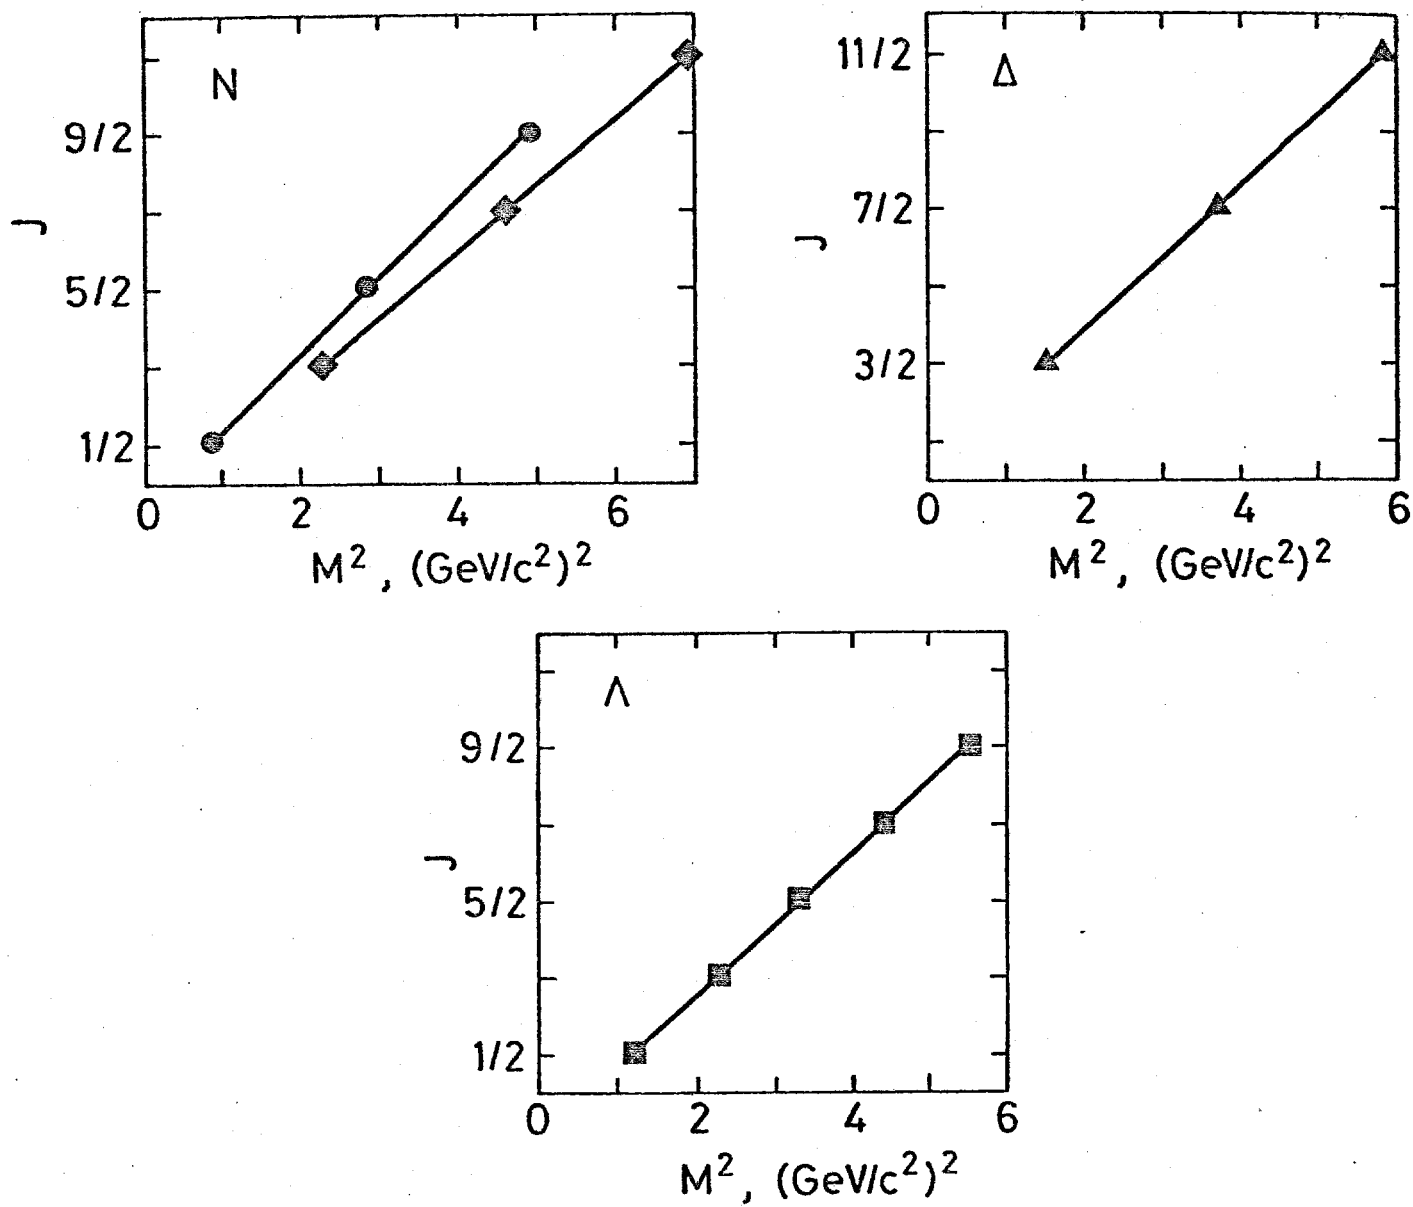 N
9/2
J
5/2
1/2
0 2 4 6
M², (GeV/c²)²
Δ
11/2
J
7/2
3/2
0 2 4 6
M², (GeV/c²)²
Λ
9/2
J
5/2
1/2
0 2 4 6
M², (GeV/c²)²